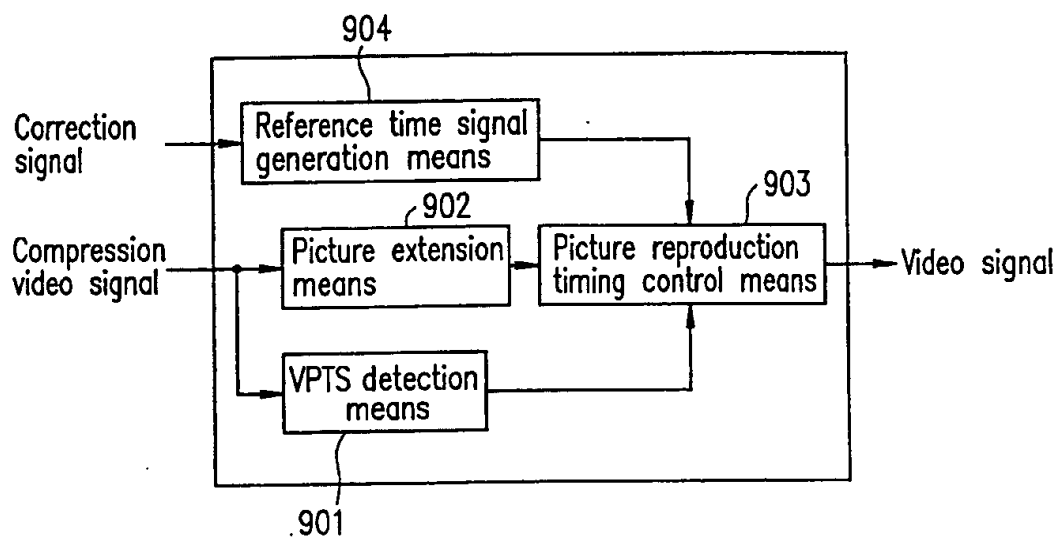 904
Correction
signal
Reference time signal
generation means
902
903
Compression
video signal
Picture extension
means
Picture reproduction
timing control means
Video signal
VPTS detection
means
901